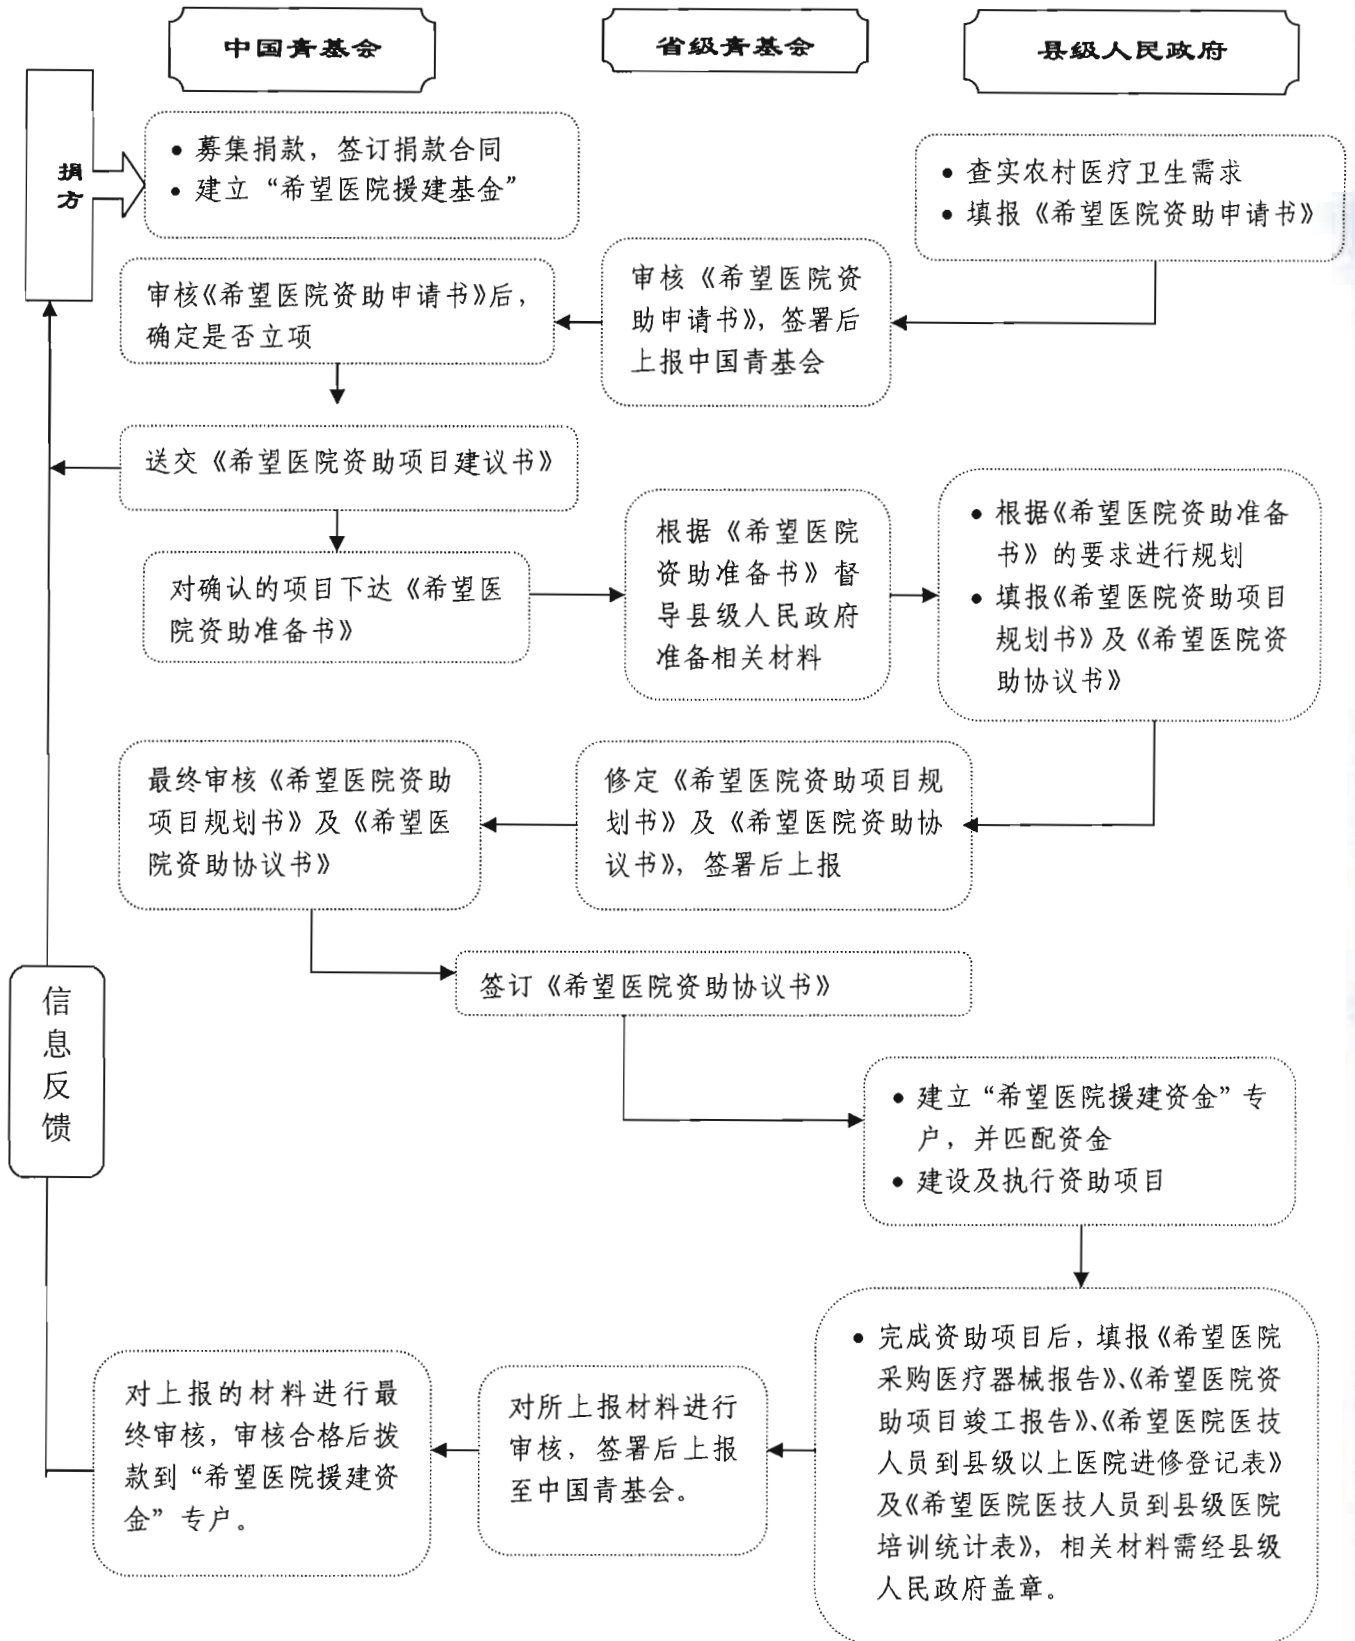 中国青基会
省级青基会
县级人民政府
捐
方
• 募集捐款，签订捐款合同
• 建立“希望医院援建基金”
• 查实农村医疗卫生需求
• 填报《希望医院资助申请书》
审核《希望医院资助申请书》后，
确定是否立项
审核《希望医院资
助申请书》，签署后
上报中国青基会
送交《希望医院资助项目建议书》
对确认的项目下达《希望医
院资助准备书》
根据《希望医院
资助准备书》督
导县级人民政府
准备相关材料
• 根据《希望医院资助准备
书》的要求进行规划
• 填报《希望医院资助项目
规划书》及《希望医院资
助协议书》
最终审核《希望医院资助
项目规划书》及《希望医
院资助协议书》
修定《希望医院资助项目规
划书》及《希望医院资助协
议书》，签署后上报
签订《希望医院资助协议书》
信
息
反
馈
• 建立“希望医院援建资金”专
户，并匹配资金
• 建设及执行资助项目
• 完成资助项目后，填报《希望医院
采购医疗器械报告》、《希望医院资
助项目竣工报告》、《希望医院医技
人员到县级以上医院进修登记表》
及《希望医院医技人员到县级医院
培训统计表》，相关材料需经县级
人民政府盖章。
对所上报材料进行
审核，签署后上报
至中国青基会。
对上报的材料进行最
终审核，审核合格后拨
款到“希望医院援建资
金”专户。